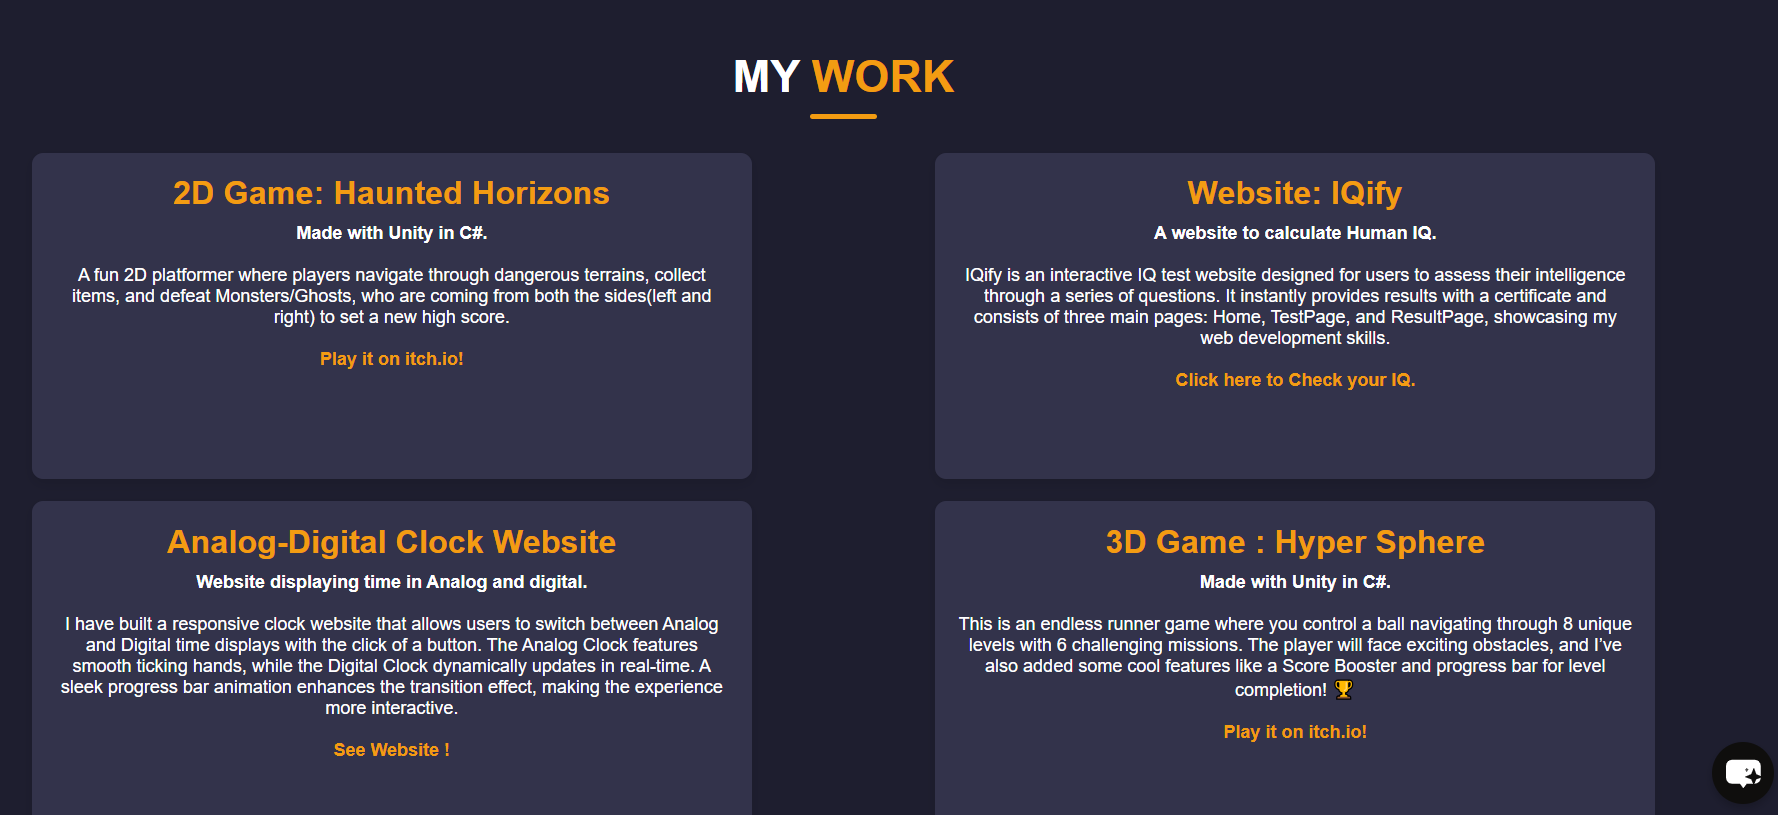 MY WORK
2D Game: Haunted Horizons
Made with Unity in C#.
A fun 2D platformer where players navigate through dangerous terrains, collect
items, and defeat Monsters/Ghosts, who are coming from both the sides(left and
right) to set a new high score.
Play it on itch.io!
Website: IQify
A website to calculate Human IQ.
IQify is an interactive IQ test website designed for users to assess their intelligence
through a series of questions. It instantly provides results with a certificate and
consists of three main pages: Home, TestPage, and ResultPage, showcasing my
web development skills.
Click here to Check your IQ.
Analog-Digital Clock Website
Website displaying time in Analog and digital.
I have built a responsive clock website that allows users to switch between Analog
and Digital time displays with the click of a button. The Analog Clock features
smooth ticking hands, while the Digital Clock dynamically updates in real-time. A
sleek progress bar animation enhances the transition effect, making the experience
more interactive.
See Website !
3D Game : Hyper Sphere
Made with Unity in C#.
This is an endless runner game where you control a ball navigating through 8 unique
levels with 6 challenging missions. The player will face exciting obstacles, and I’ve
also added some cool features like a Score Booster and progress bar for level
completion! 🏆
Play it on itch.io!